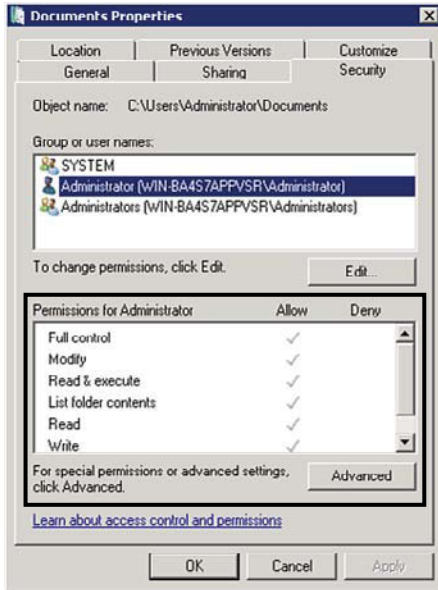 Documents Properties
Location Previous Versions Customize
General Sharing Security
Object name: C:\Users\Administrator\Documents
Group or user names:
SYSTEM
Administrator (WIN-BA4S7APPVSR\Administrator)
Administrators (WIN-BA4S7APPVSR\Administrators)
To change permissions, click Edit. Edit...
Permissions for Administrator Allow Deny
Full control
Modify
Read & execute
List folder contents
Read
Write
For special permissions or advanced settings, Advanced
click Advanced.
Learn about access control and permissions
OK Cancel Apply